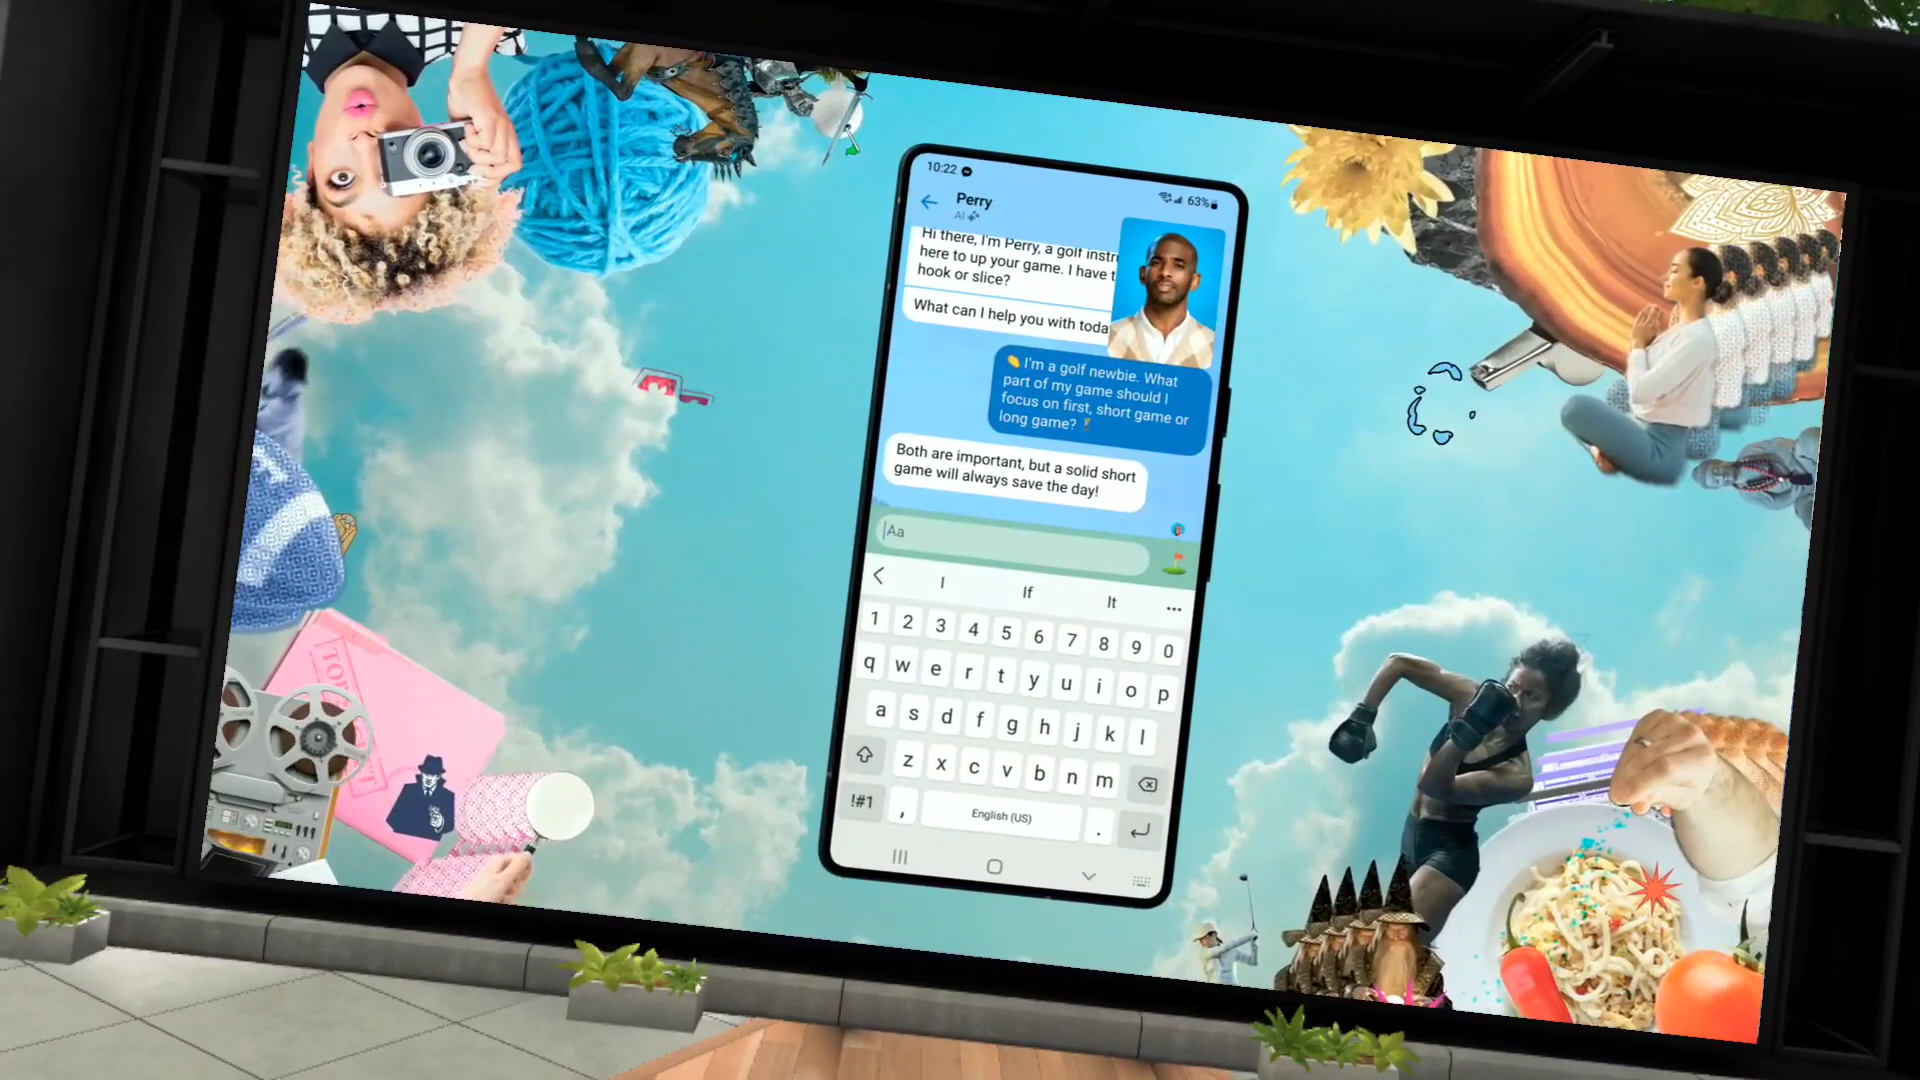 10:22
63%
Perry
AI
Hi there, I'm Perry, a golf instr
here to up your game. I have t
hook or slice?
What can I help you with toda
👏 I'm a golf newbie. What
part of my game should I
focus on first, short game or
long game? 🏌
Both are important, but a solid short
game will always save the day!
Aa
I If It
1 2 3 4 5 6 7 8 9 0
q w e r t y u i o p
a s d f g h j k l
z x c v b n m
!#1 , English (US) .
TOP